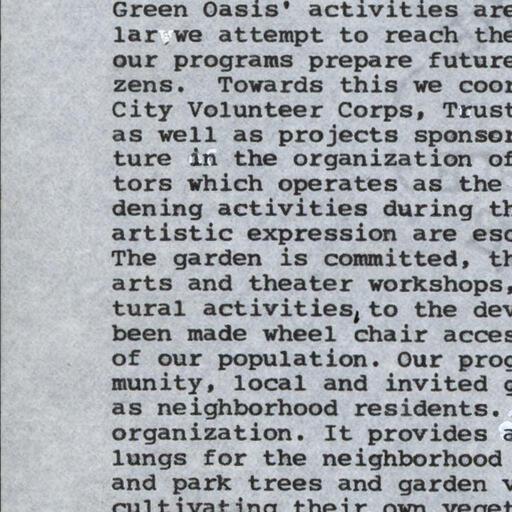 Green Oasis' activities are
lar,we attempt to reach the
our programs prepare future
zens.  Towards this we coor
City Volunteer Corps, Trust
as well as projects sponsor
ture in the organization of
tors which operates as the
dening activities during th
artistic expression are esc
The garden is committed, th
arts and theater workshops,
tural activities, to the dev
been made wheel chair acces
of our population. Our prog
munity, local and invited g
as neighborhood residents.
organization. It provides a
lungs for the neighborhood
and park trees and garden v
cultivating their own veget